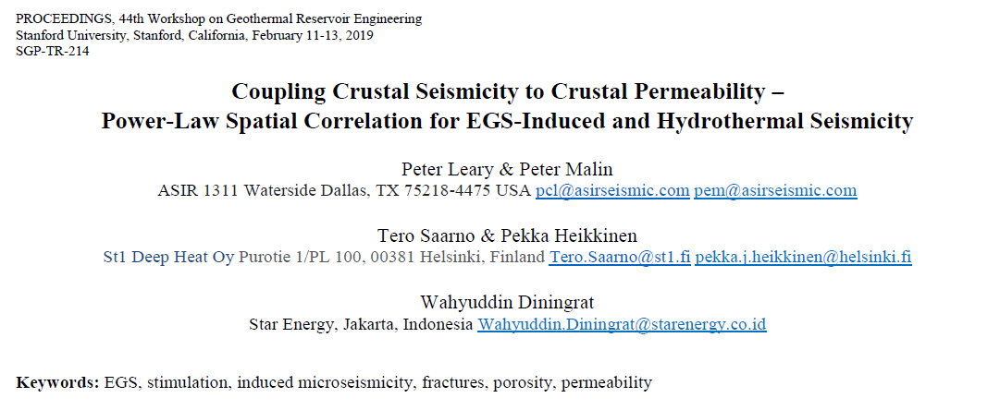 PROCEEDINGS, 44th Workshop on Geothermal Reservoir Engineering
Stanford University, Stanford, California, February 11-13, 2019
SGP-TR-214
Coupling Crustal Seismicity to Crustal Permeability –
Power-Law Spatial Correlation for EGS-Induced and Hydrothermal Seismicity
Peter Leary & Peter Malin
ASIR 1311 Waterside Dallas, TX 75218-4475 USA pcl@asirseismic.com pem@asirseismic.com
Tero Saarno & Pekka Heikkinen
St1 Deep Heat Oy Purotie 1/PL 100, 00381 Helsinki, Finland Tero.Saarno@st1.fi pekka.j.heikkinen@helsinki.fi
Wahyuddin Diningrat
Star Energy, Jakarta, Indonesia Wahyuddin.Diningrat@starenergy.co.id
Keywords: EGS, stimulation, induced microseismicity, fractures, porosity, permeability